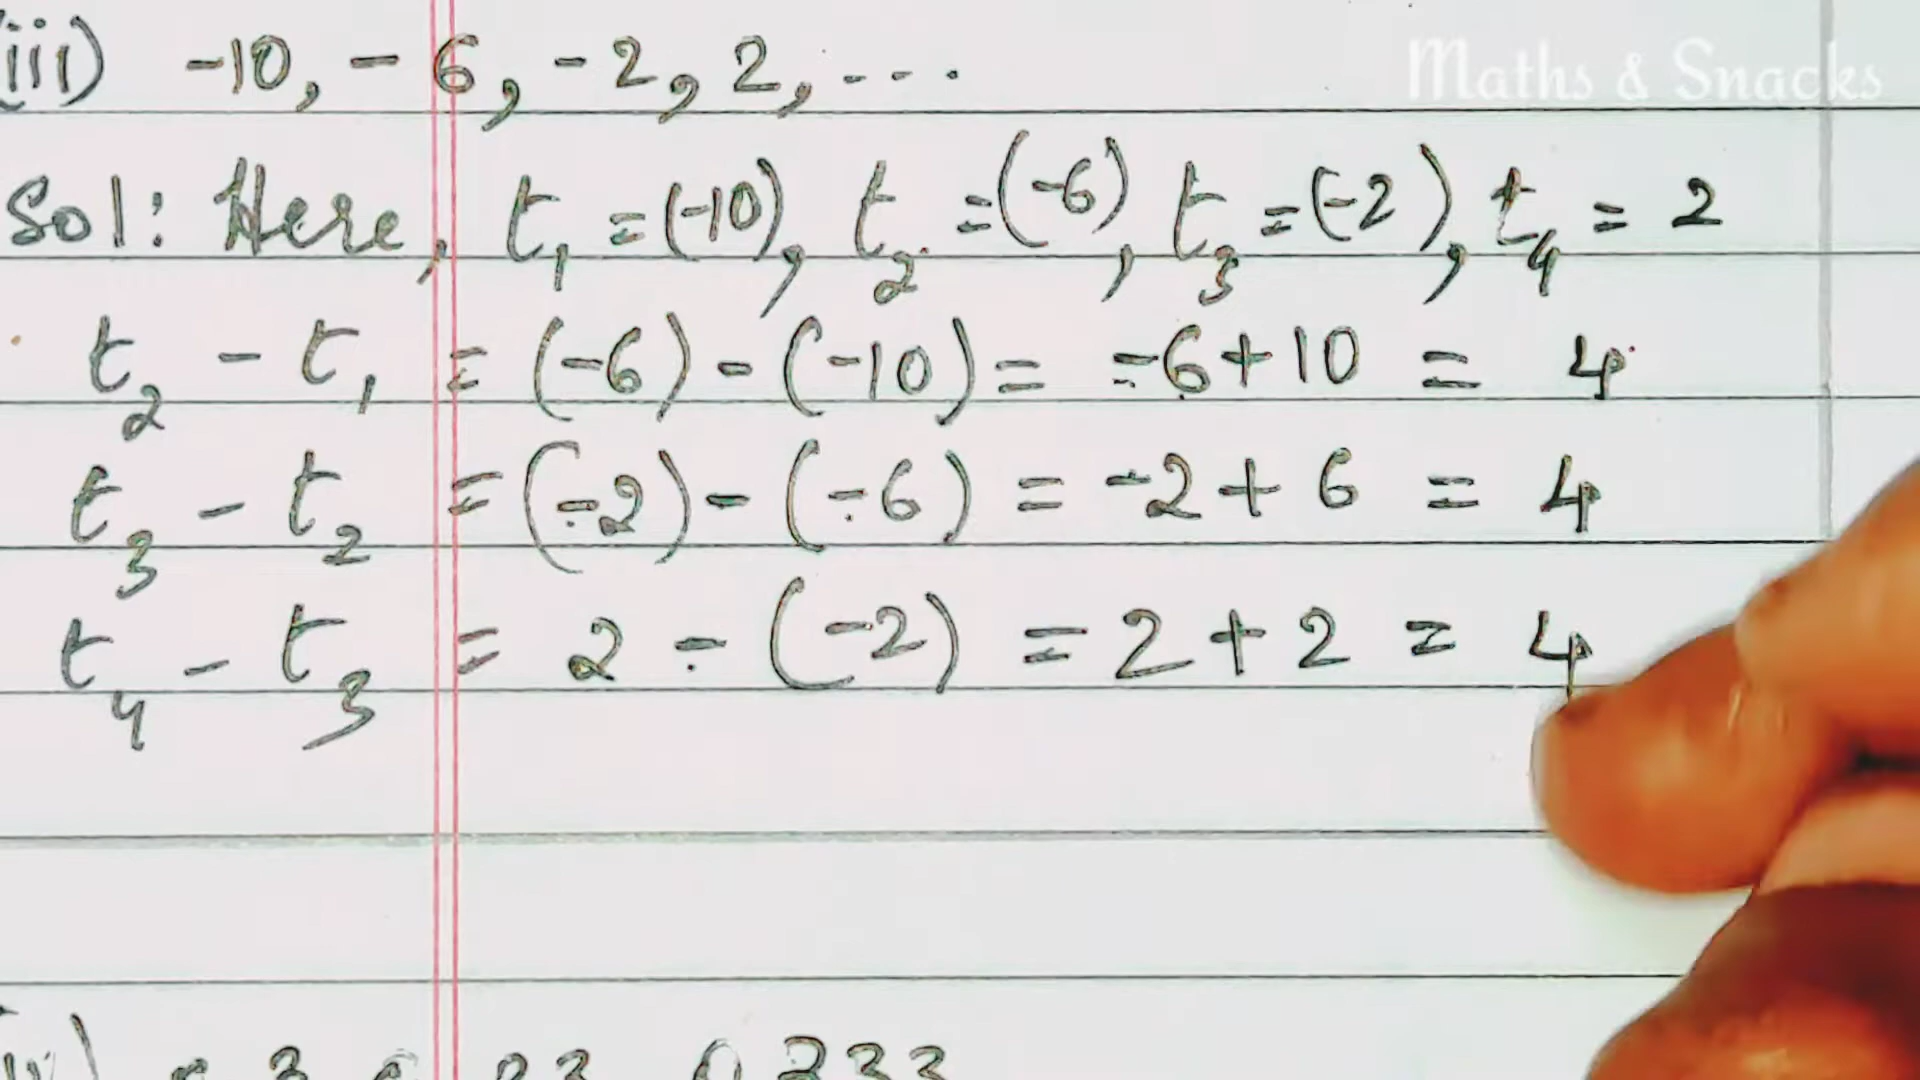 (iii) -10, - 6, - 2, 2, ....
Maths & Snacks
Sol: Here, t₁ = (-10), t₂ = (-6), t₃ = (-2), t₄ = 2
t₂ - t₁ = (-6) - (-10) = -6 + 10 = 4
t₃ - t₂ = (-2) - (-6) = -2 + 6 = 4
t₄ - t₃ = 2 - (-2) = 2 + 2 = 4
0.333